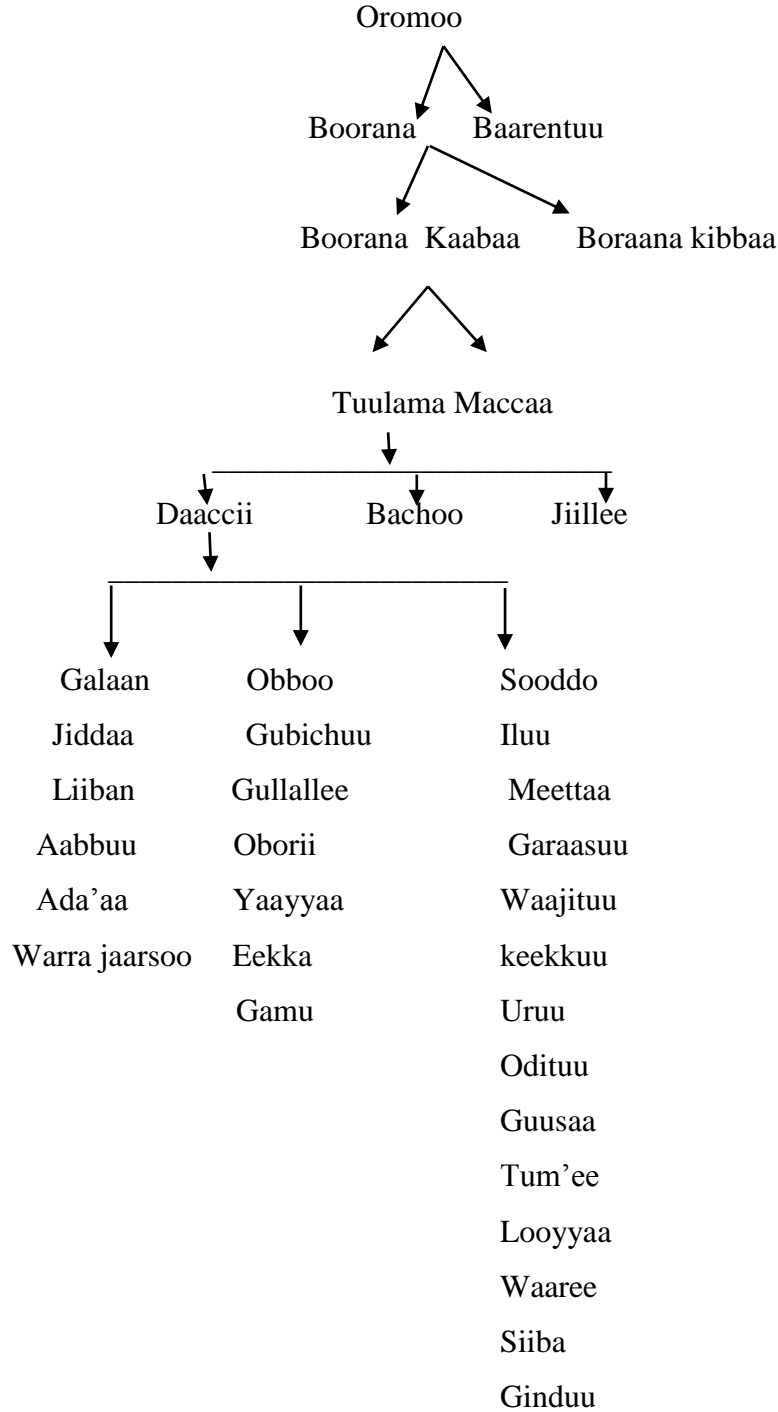 Oromoo
Boorana Baarentuu
Boorana Kaabaa Boraana kibbaa
Tuulama Maccaa
Daaccii Bachoo Jiillee
Galaan Obboo Sooddo
Jiddaa Gubichuu Iluu
Liiban Gullallee Meettaa
Aabbuu Oborii Garaasuu
Ada’aa Yaayyaa Waajituu
Warra jaarsoo Eekka keekkuu
Gamu Uruu
Odituu
Guusaa
Tum’ee
Looyyaa
Waaree
Siiba
Ginduu